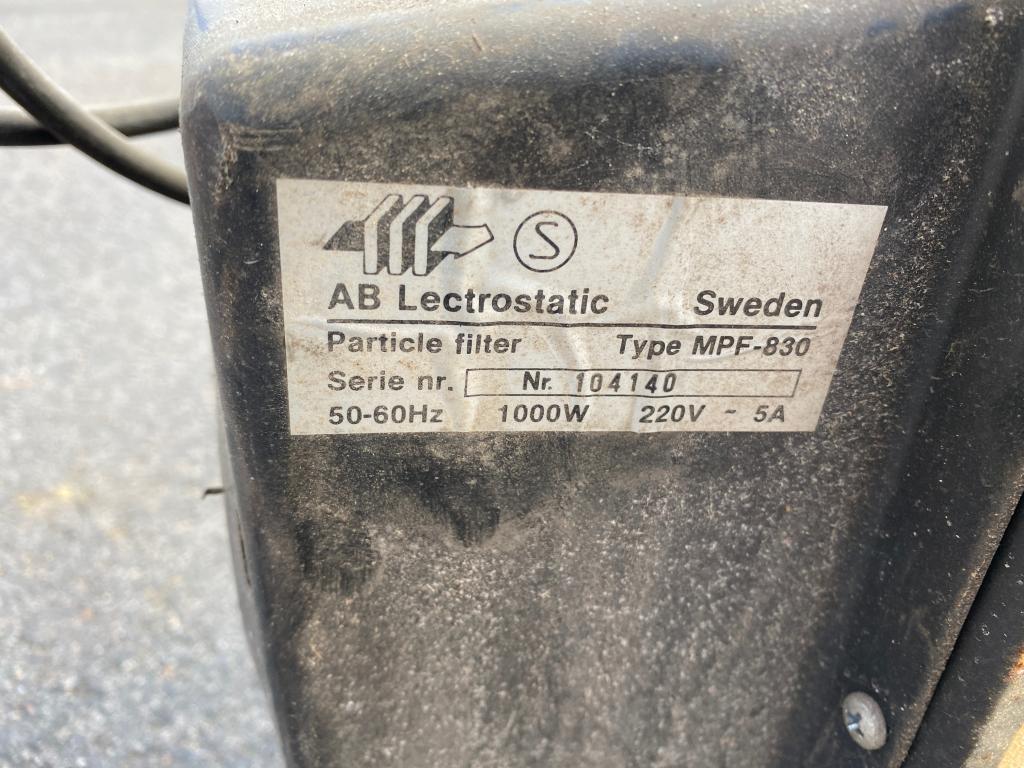 S
AB Lectrostatic Sweden
Particle filter Type MPF-830
Serie nr. Nr. 104140
50-60Hz 1000W 220V ~ 5A